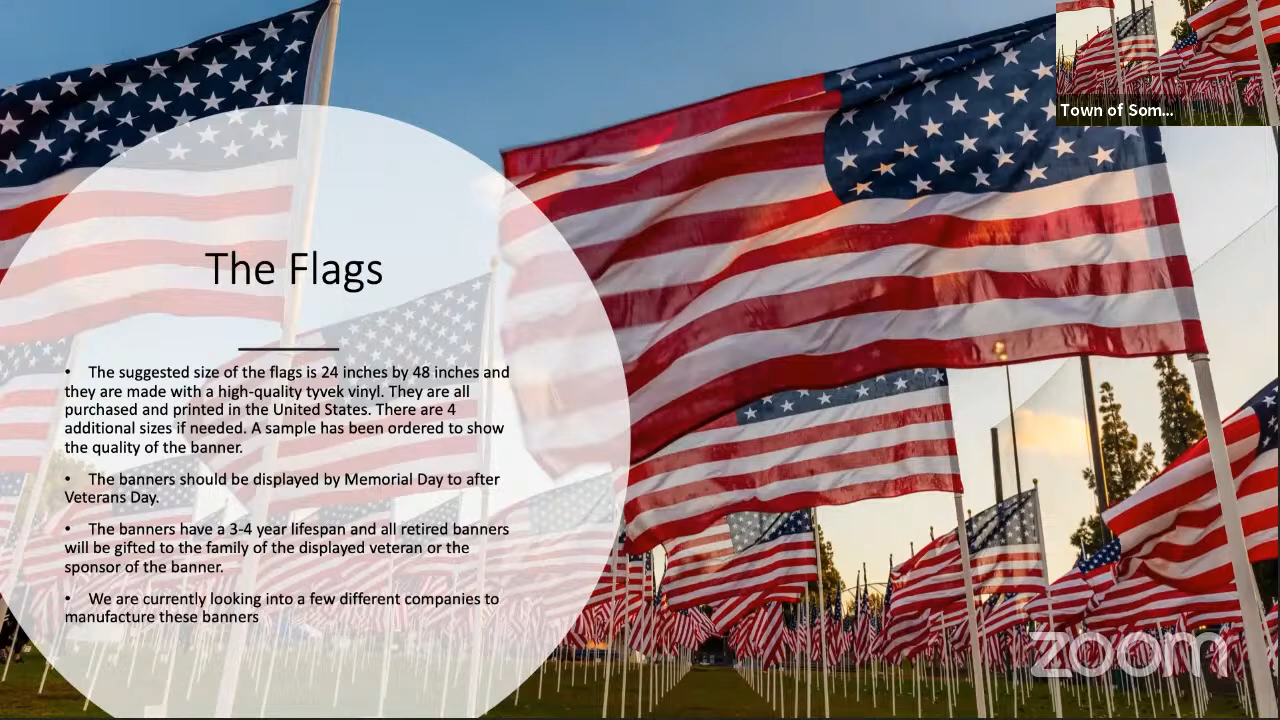 Town of Som...
The Flags
• The suggested size of the flags is 24 inches by 48 inches and
they are made with a high-quality tyvek vinyl. They are all
purchased and printed in the United States. There are 4
additional sizes if needed. A sample has been ordered to show
the quality of the banner.
• The banners should be displayed by Memorial Day to after
Veterans Day.
• The banners have a 3-4 year lifespan and all retired banners
will be gifted to the family of the displayed veteran or the
sponsor of the banner.
• We are currently looking into a few different companies to
manufacture these banners
zoom